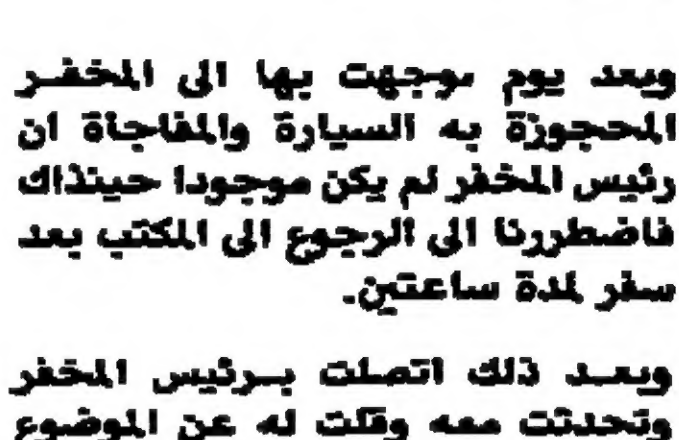 وبعد يوم توجهت بها الى المخفر
المحجوزة به السيارة والمفاجاة ان
رئيس المخفر لم يكن موجودا حينذاك
فاضطررنا الى الرجوع الى المكتب بعد
سفر لمدة ساعتين.
وبعد ذلك اتصلت برئيس المخفر
وتحدثت معه وقلت له عن الموضوع